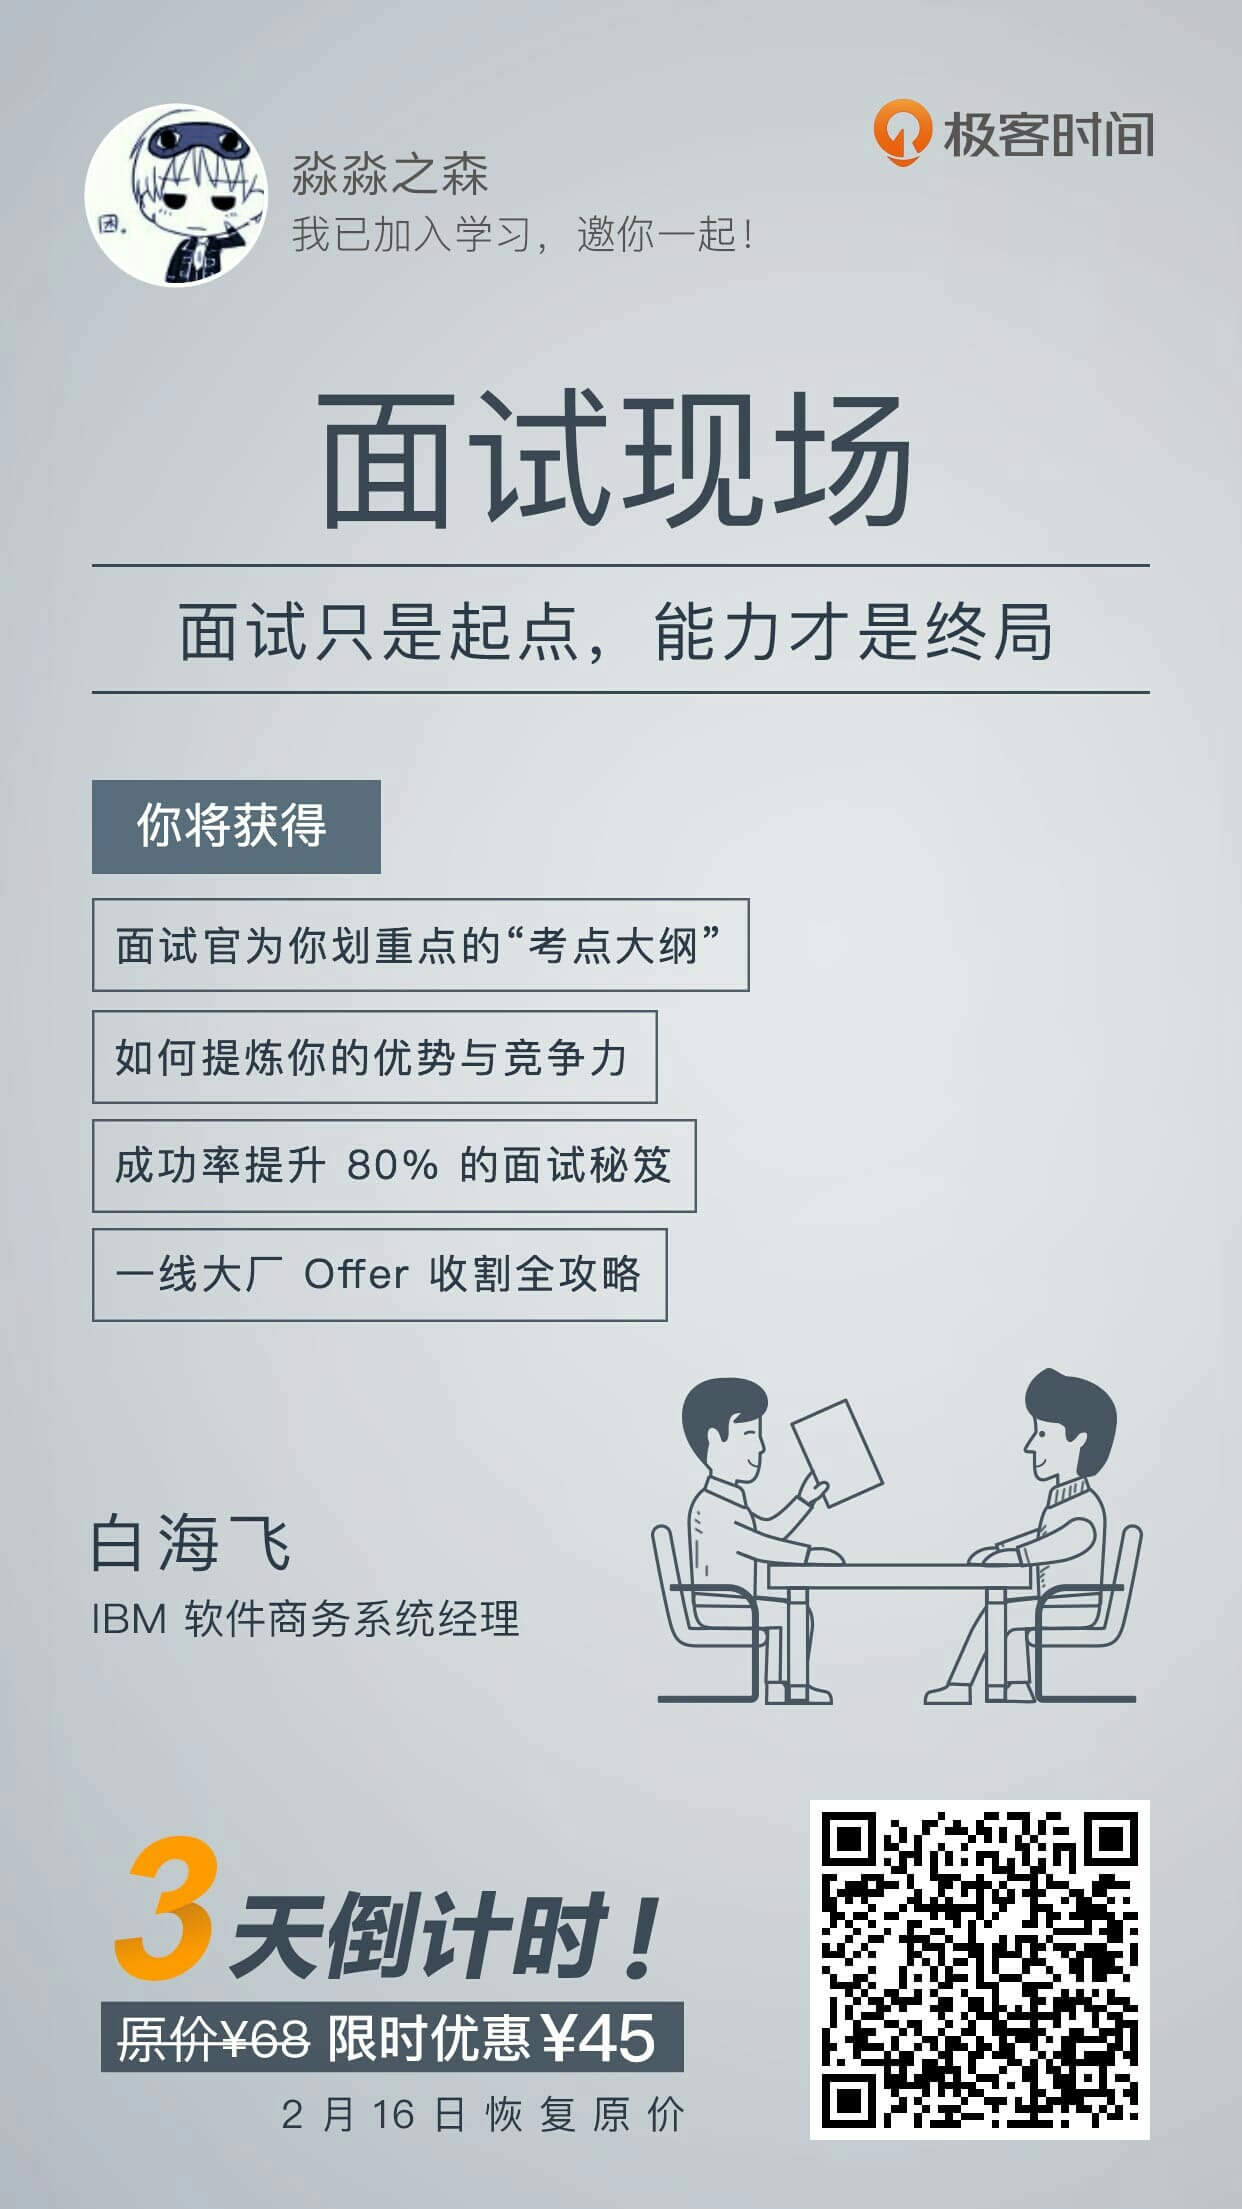 极客时间
淼淼之森
我已加入学习，邀你一起！
困。
面试现场
面试只是起点，能力才是终局
你将获得
面试官为你划重点的“考点大纲”
如何提炼你的优势与竞争力
成功率提升 80% 的面试秘笈
一线大厂 Offer 收割全攻略
白海飞
IBM 软件商务系统经理
3天倒计时！
原价¥68 限时优惠¥45
2月16日恢复原价